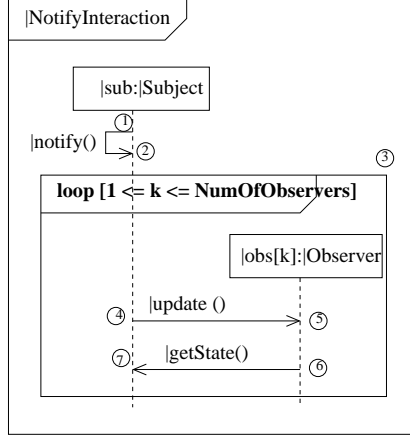 |NotifyInteraction
|sub:|Subject
1
|notify()
2
3
loop [1 <= k <= NumOfObservers]
|obs[k]:|Observer
4
|update ()
5
7
|getState()
6